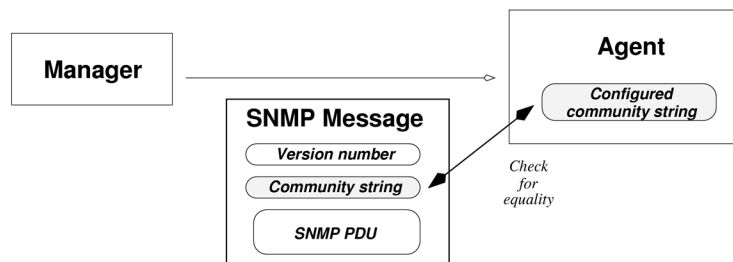 Manager
Agent
Configured
community string
SNMP Message
Version number
Community string
SNMP PDU
Check
for
equality